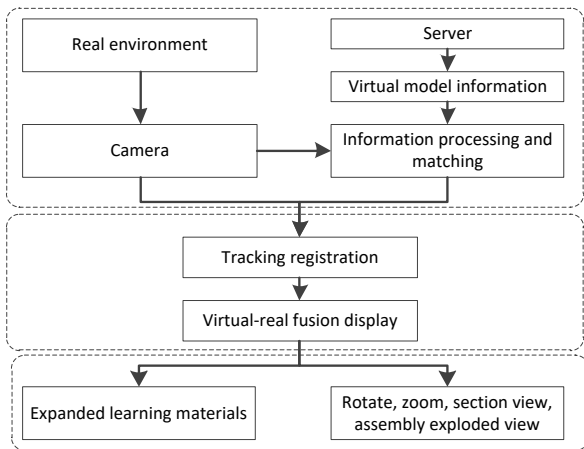 Real environment
Server
Virtual model information
Camera
Information processing and
matching
Tracking registration
Virtual-real fusion display
Expanded learning materials
Rotate, zoom, section view,
assembly exploded view